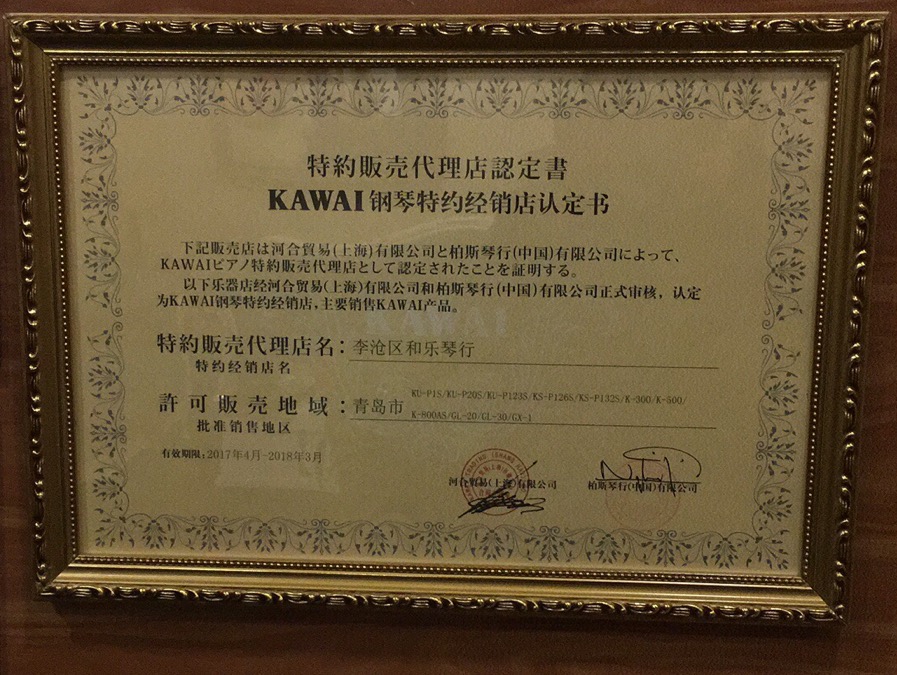 特約販売代理店認定書
KAWAI钢琴特约经销店认定书
下記販売店は河合貿易(上海)有限公司と柏斯琴行(中国)有限公司によって、
KAWAIピアノ特約販売代理店として認定されたことを証明する。
以下乐器店经河合贸易(上海)有限公司和柏斯琴行(中国)有限公司正式审核，认定
为KAWAI钢琴特约经销店，主要销售KAWAI产品。
KAWAI
特約販売代理店名：李沧区和乐琴行
特约经销店名
KU-P1S/KU-P20S/KU-P123S/KS-P126S/KS-P132S/K-300/K-500/
許可販売地域：青岛市
K-800AS/GL-20/GL-30/GX-1
批准销售地区
有效期限：2017年4月-2018年3月
河合貿易(上海)有限公司
柏斯琴行(中国)有限公司